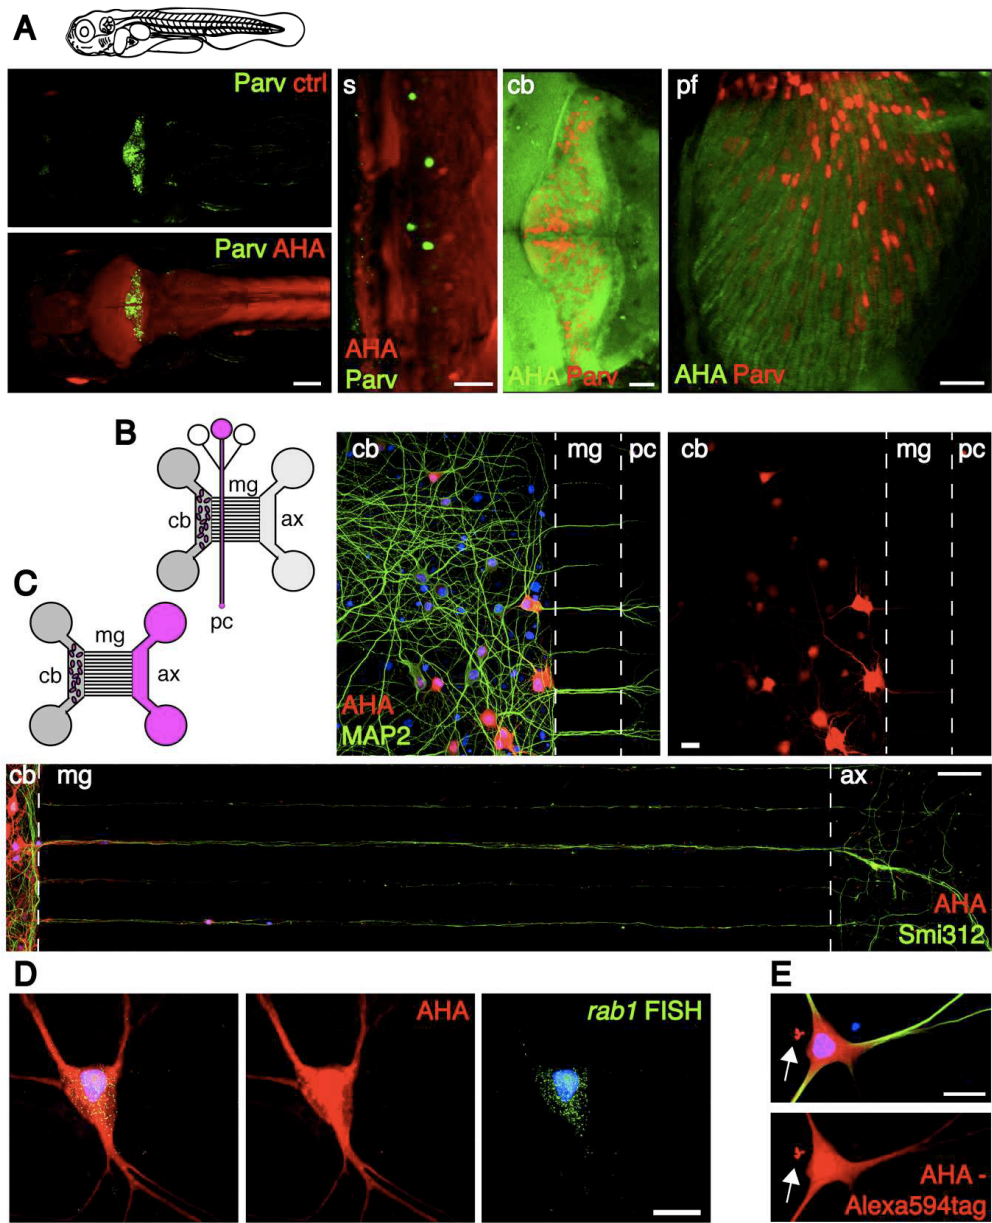 A
Parv ctrl
Parv AHA
s
AHA
Parv
cb
AHA Parv
pf
AHA Parv
B
mg
cb
ax
pc
C
mg
cb
ax
cb
mg
pc
AHA
MAP2
cb
mg
pc
cb
mg
ax
AHA
Smi312
D
AHA
rab1 FISH
E
AHA -
Alexa594tag